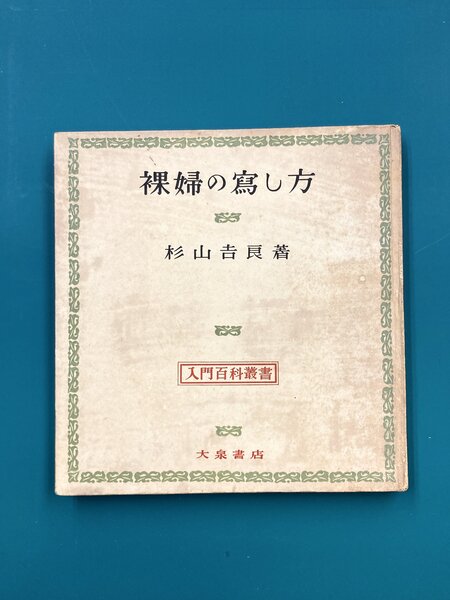 裸婦の寫し方
杉山吉良著
入門百科叢書
大泉書店